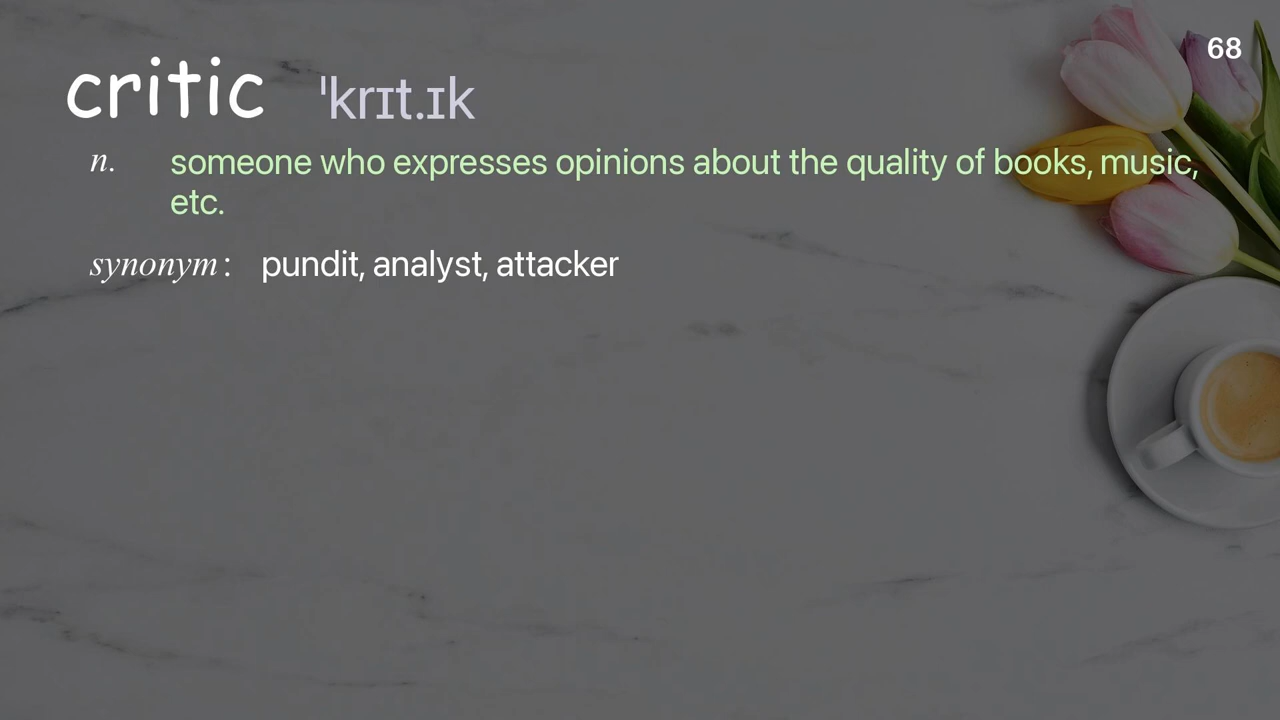 68
critic ˈkrɪt.ɪk
n. someone who expresses opinions about the quality of books, music,
etc.
synonym : pundit, analyst, attacker